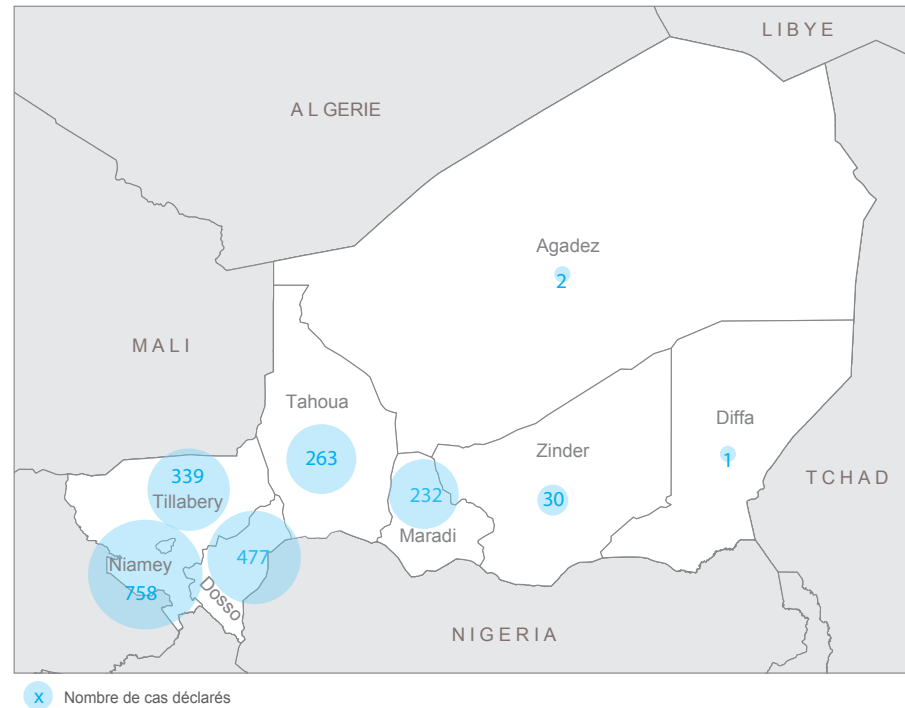 LIBYE
ALGERIE
Agadez
2
MALI
Tahoua
263
Diffa
1
Zinder
30
TCHAD
339
Tillabery
232
Maradi
477
Niamey
758
Dosso
NIGERIA
x Nombre de cas déclarés